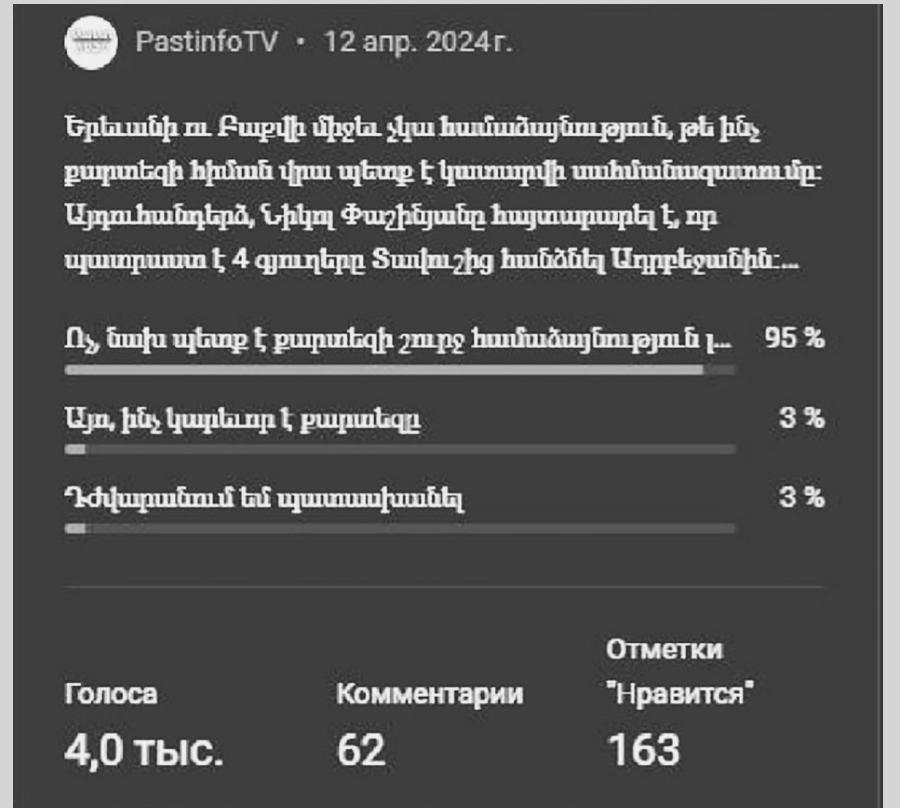 PastinfoTV • 12 апр. 2024 г.
Երևանի ու Բաքվի միջև չկա համաձայնություն, թե ինչ
քարտեզի հիման վրա պետք է կատարվի սահմանազատումը:
Այդուհանդերձ, Նիկոլ Փաշինյանը հայտարարել է, որ
պատրաստ է 4 գյուղերը Տավուշից հանձնել Ադրբեջանին:...
Ոչ, նախ պետք է քարտեզի շուրջ համաձայնություն լ... 95 %
Այո, ինչ կարևոր է քարտեզը 3 %
Դժվարանում եմ պատասխանել 3 %
Отметки
Голоса Комментарии "Нравится"
4,0 тыс. 62 163